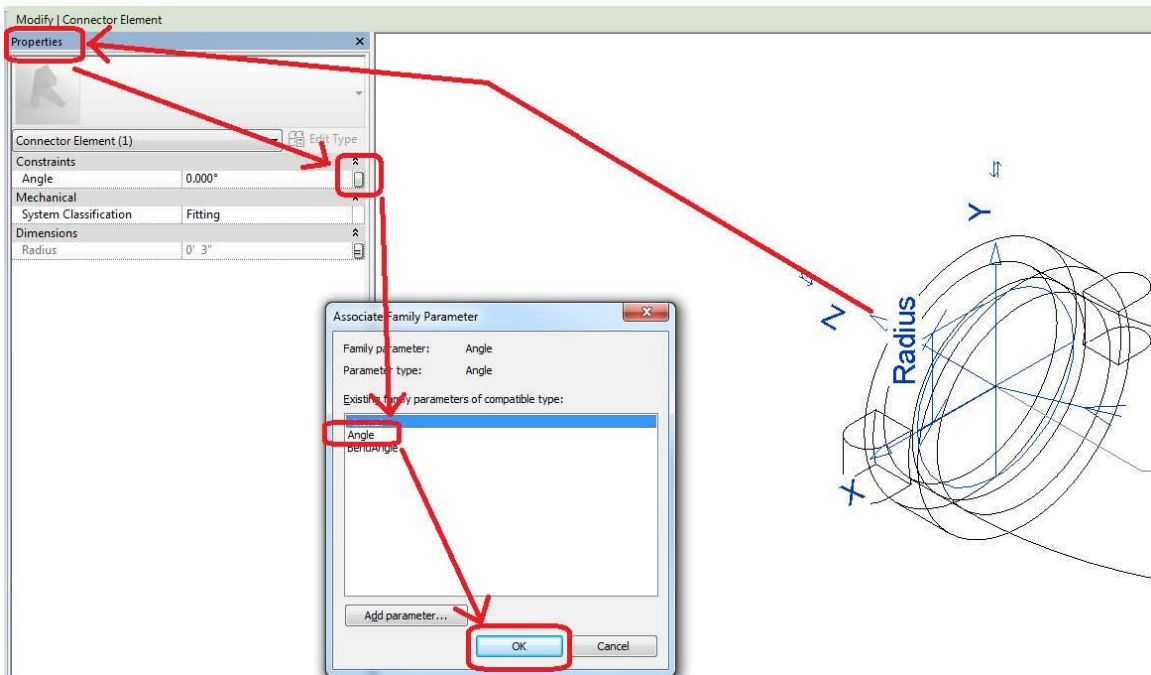 Modify | Connector Element
Properties
Connector Element (1)
Edit Type
Constraints
Angle 0.000°
Mechanical
System Classification Fitting
Dimensions
Radius 0' 3"
Associate Family Parameter
Family parameter: Angle
Parameter type: Angle
Existing family parameters of compatible type:
Angle
BendAngle
Add parameter...
OK Cancel
Y
Z
Radius
X